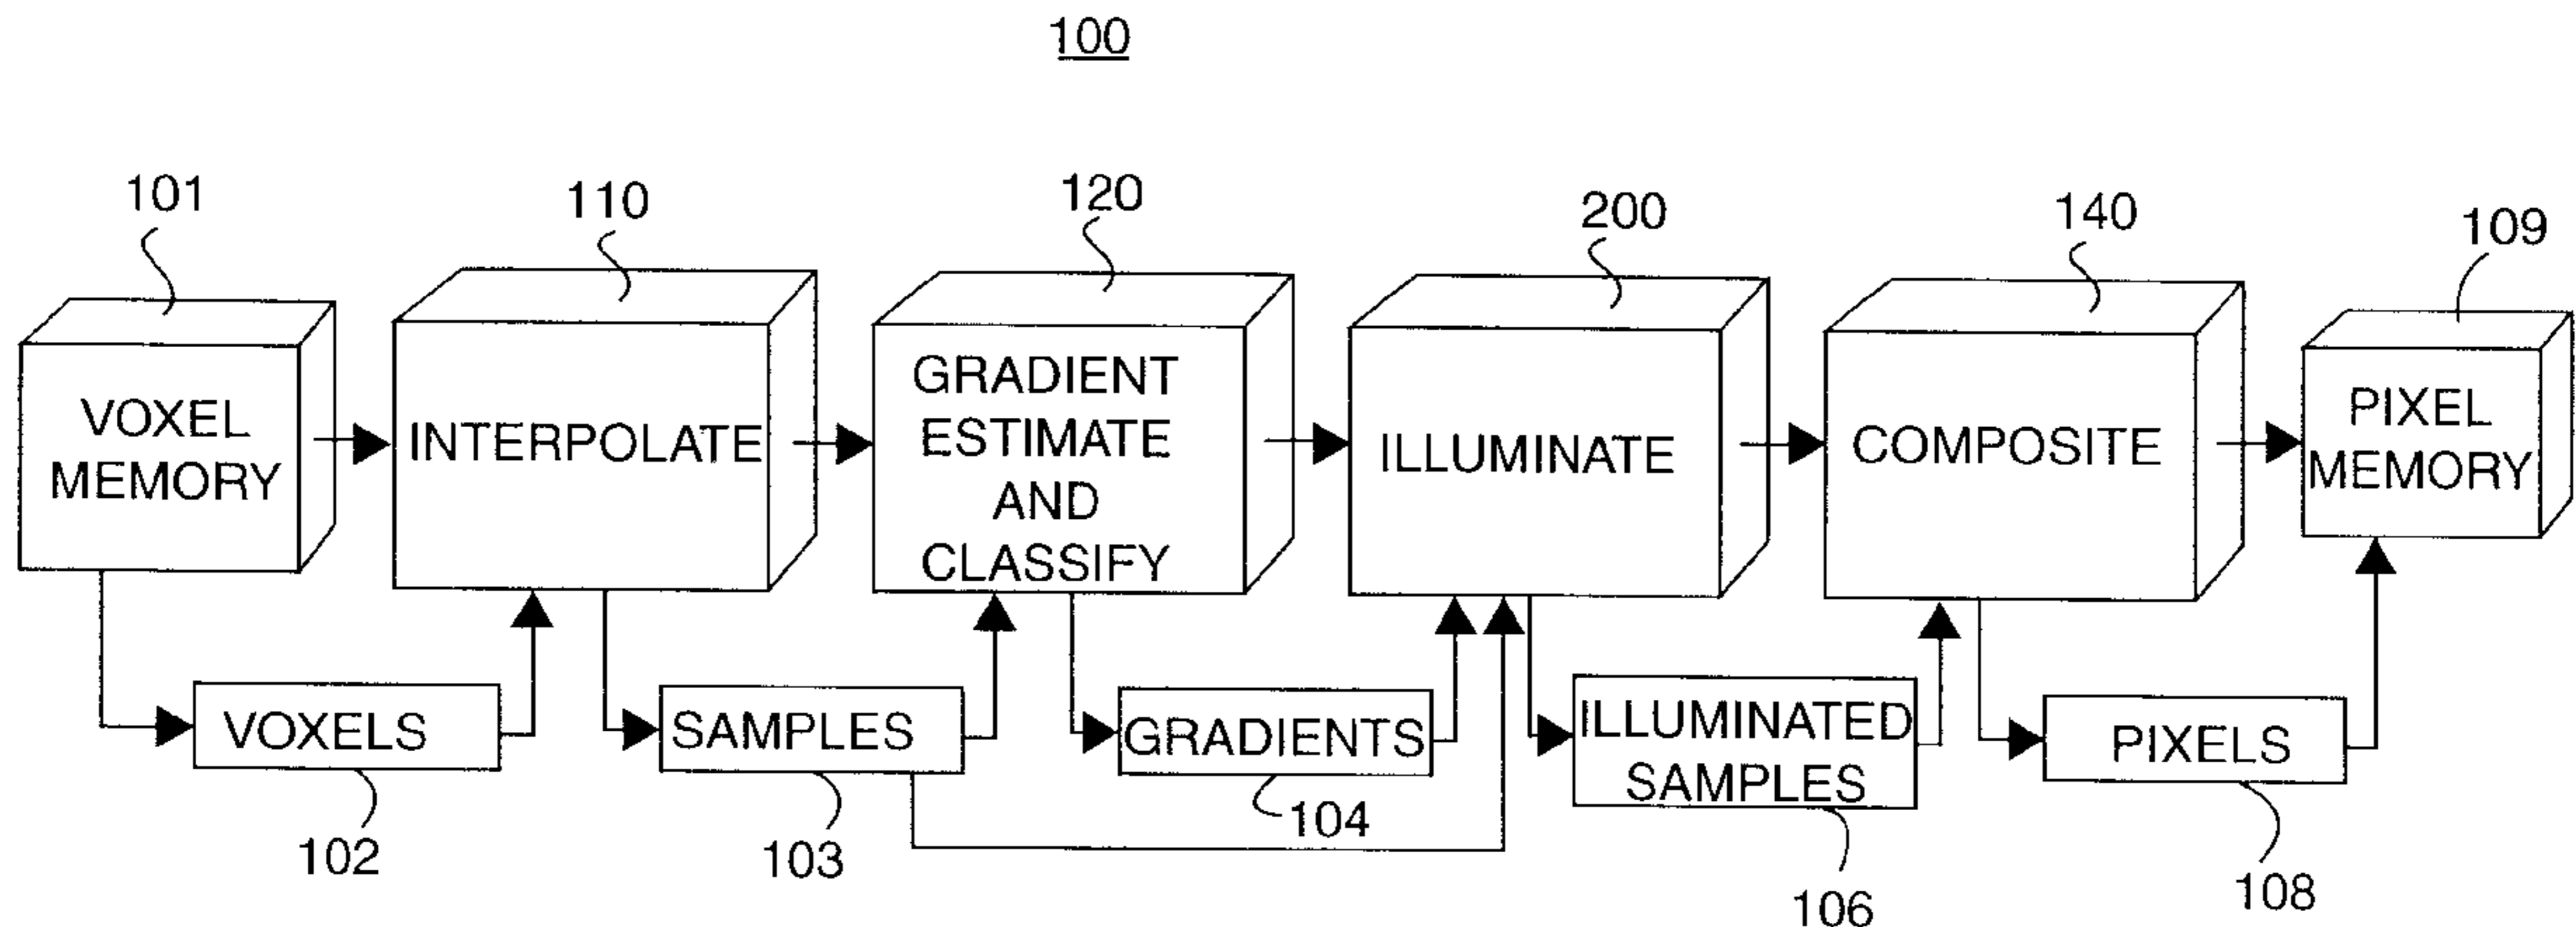 100
101
110
120
200
140
109
VOXEL
MEMORY
INTERPOLATE
GRADIENT
ESTIMATE
AND
CLASSIFY
ILLUMINATE
COMPOSITE
PIXEL
MEMORY
VOXELS
SAMPLES
GRADIENTS
ILLUMINATED
SAMPLES
PIXELS
102
103
104
106
108